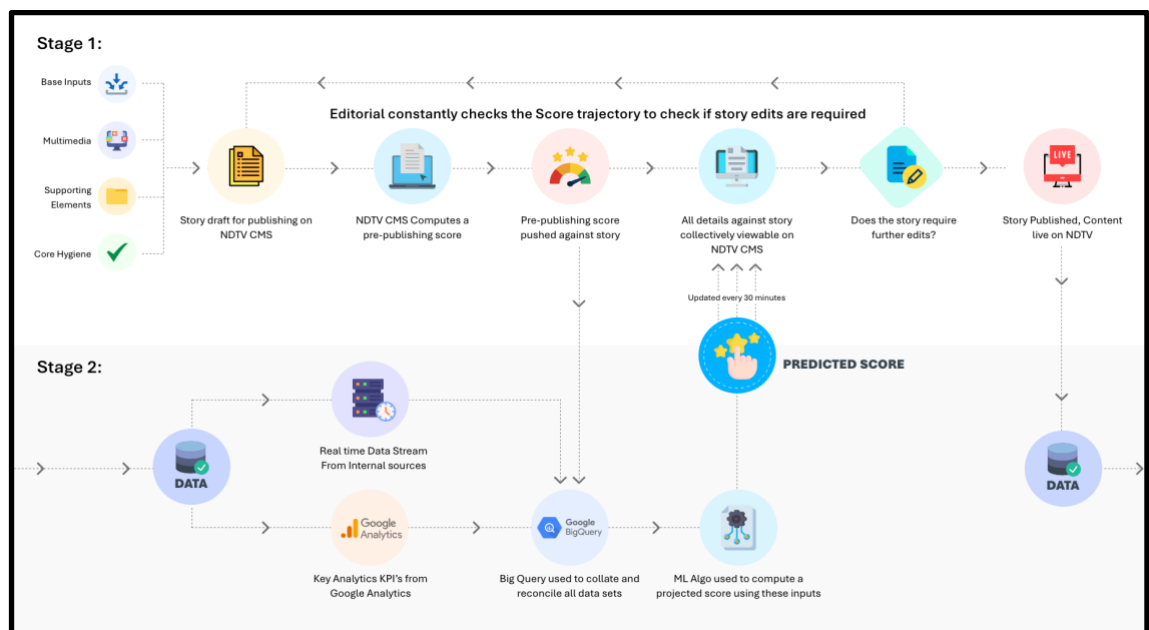 Stage 1:
Base Inputs
Multimedia
Supporting
Elements
Core Hygiene
Editorial constantly checks the Score trajectory to check if story edits are required
Story draft for publishing on
NDTV CMS
NDTV CMS Computes a
pre-publishing score
Pre-publishing score
pushed against story
All details against story
collectively viewable on
NDTV CMS
Does the story require
further edits?
LIVE
Story Published, Content
live on NDTV
Updated every 30 minutes
PREDICTED SCORE
Stage 2:
DATA
Real time Data Stream
From Internal sources
Google
Analytics
Key Analytics KPI's from
Google Analytics
Google
BigQuery
Big Query used to collate and
reconcile all data sets
ML Algo used to compute a
projected score using these inputs
DATA